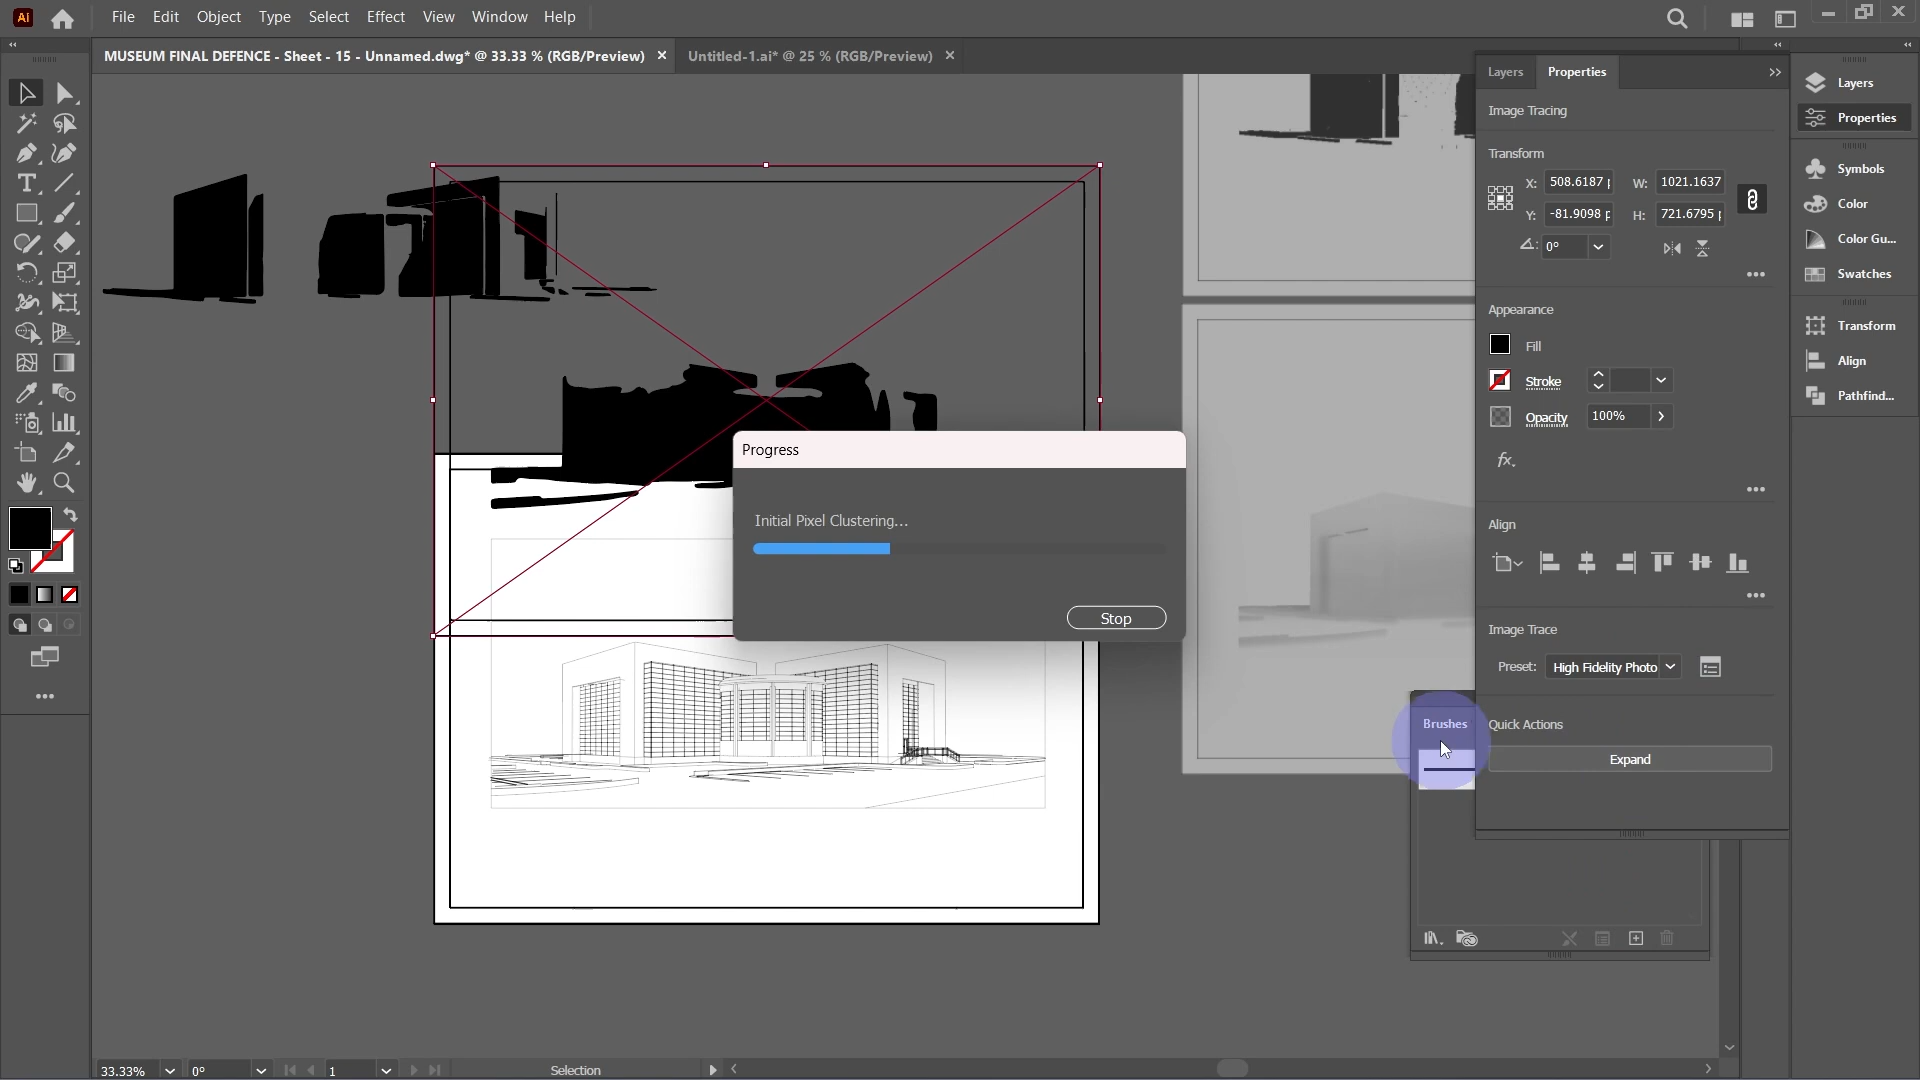 Ai
File Edit Object Type Select Effect View Window Help
MUSEUM FINAL DEFENCE - Sheet - 15 - Unnamed.dwg* @ 33.33 % (RGB/Preview) ×
Untitled-1.ai* @ 25 % (RGB/Preview) ×
Layers Properties
Image Tracing
Transform
X: 508.6187 W: 1021.1637
Y: -81.9098 H: 721.6795
0°
Appearance
Fill
Stroke
Opacity 100%
fx
Align
Image Trace
Preset: High Fidelity Photo
Quick Actions
Expand
Brushes
Layers
Properties
Symbols
Color
Color Gu...
Swatches
Transform
Align
Pathfind...
Progress
Initial Pixel Clustering...
Stop
33.33% 0° 1 Selection